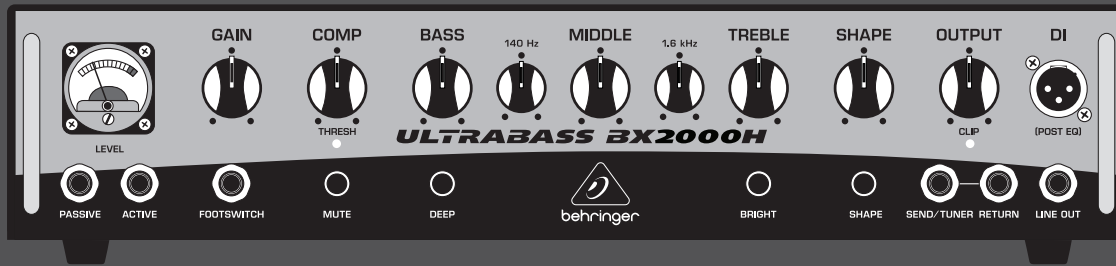 GAIN COMP BASS 140 Hz MIDDLE 1.6 kHz TREBLE SHAPE OUTPUT DI
THRESH CLIP (POST EQ)
ULTRABASS BX2000H
LEVEL
PASSIVE ACTIVE FOOTSWITCH MUTE DEEP BRIGHT SHAPE SEND/TUNER RETURN LINE OUT
behringer